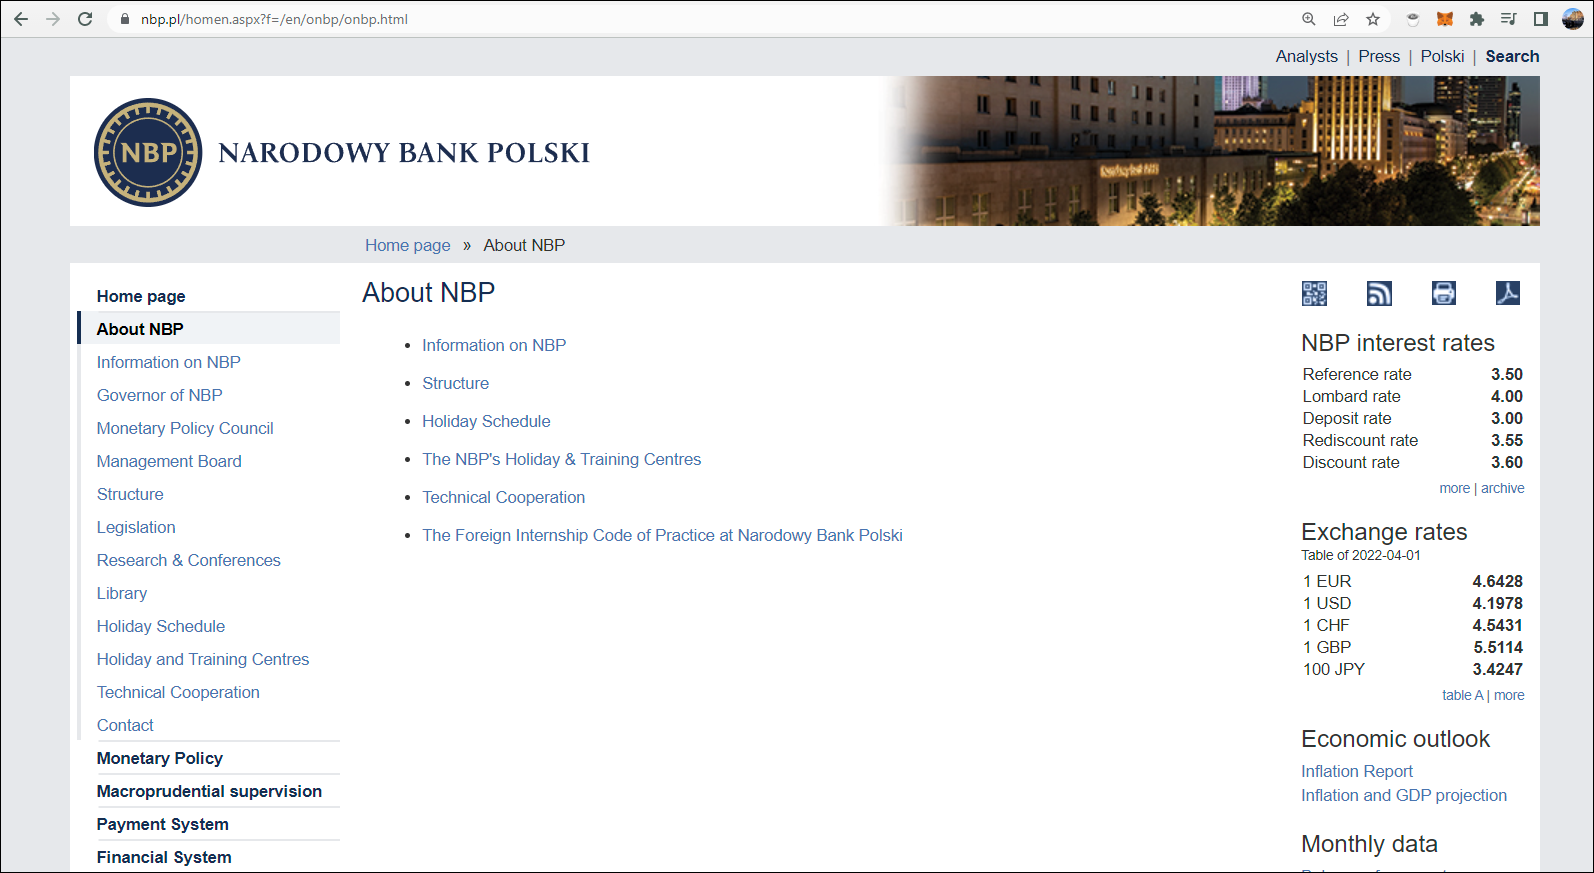 nbp.pl/homen.aspx?f=/en/onbp/onbp.html
Analysts | Press | Polski | Search
NBP
NARODOWY BANK POLSKI
Home page » About NBP
Home page
About NBP
Information on NBP
Governor of NBP
Monetary Policy Council
Management Board
Structure
Legislation
Research & Conferences
Library
Holiday Schedule
Holiday and Training Centres
Technical Cooperation
Contact
Monetary Policy
Macroprudential supervision
Payment System
Financial System
About NBP
• Information on NBP
• Structure
• Holiday Schedule
• The NBP's Holiday & Training Centres
• Technical Cooperation
• The Foreign Internship Code of Practice at Narodowy Bank Polski
NBP interest rates
Reference rate 3.50
Lombard rate 4.00
Deposit rate 3.00
Rediscount rate 3.55
Discount rate 3.60
more | archive
Exchange rates
Table of 2022-04-01
1 EUR 4.6428
1 USD 4.1978
1 CHF 4.5431
1 GBP 5.5114
100 JPY 3.4247
table A | more
Economic outlook
Inflation Report
Inflation and GDP projection
Monthly data